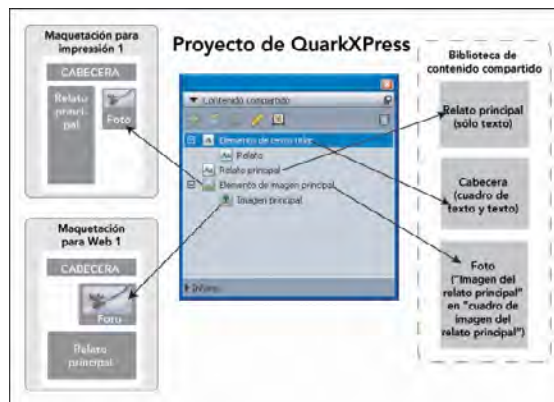 Maquetación para
impresión 1
CABECERA
Relato
princi-
pal
Foto
Maquetación
para Web 1
CABECERA
Foto
Relato
principal
Proyecto de QuarkXPress
Contenido compartido
Elemento de texto
Relato
Relato principal
Elemento de imagen principal
Imagen principal
Biblioteca de
contenido compartido
Relato principal
(sólo texto)
Cabecera
(cuadro de
texto y texto)
Foto
("Imagen del
relato principal"
en "cuadro de
imagen del
relato principal")